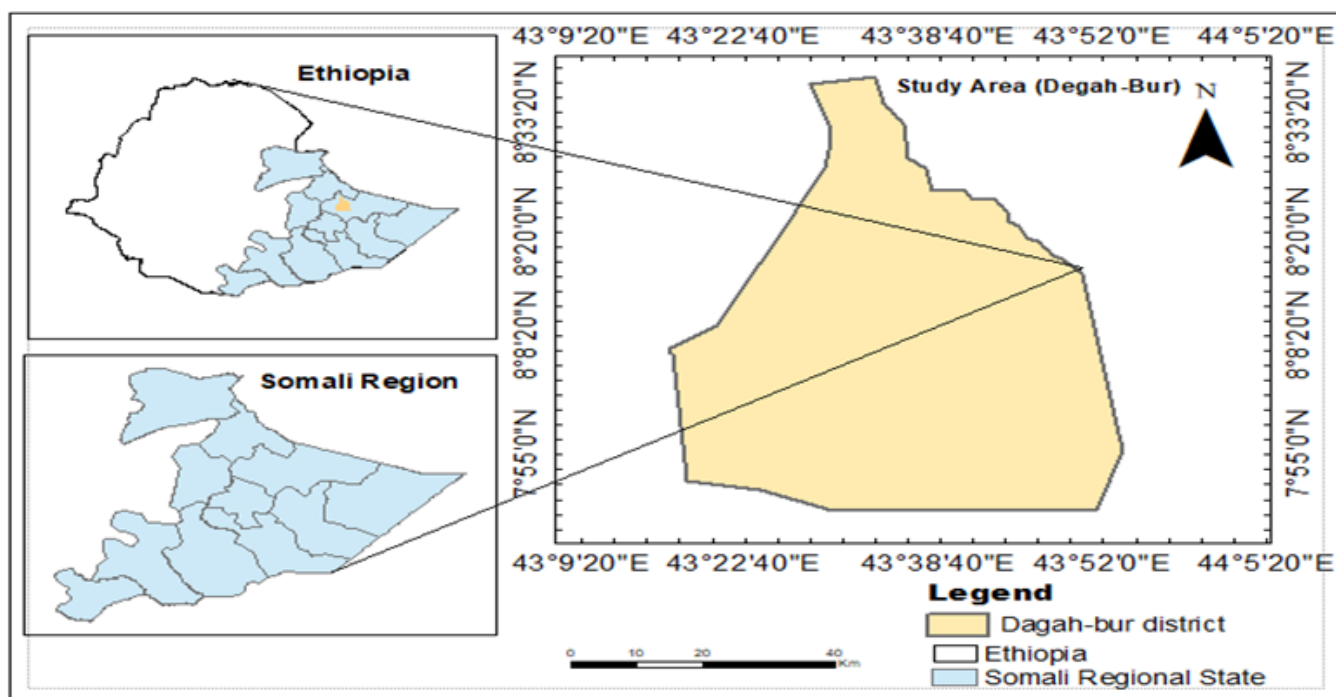 43°9'20"E 43°22'40"E 43°38'40"E 43°52'0"E 44°5'20"E
Ethiopia
Study Area (Degah-Bur)
N
8°33'20"N
8°20'0"N
8°8'20"N
7°55'0"N
8°33'20"N
8°20'0"N
8°8'20"N
7°55'0"N
Somali Region
43°9'20"E 43°22'40"E 43°38'40"E 43°52'0"E 44°5'20"E
Legend
Dagah-bur district
Ethiopia
Somali Regional State
0 10 20 40
Km